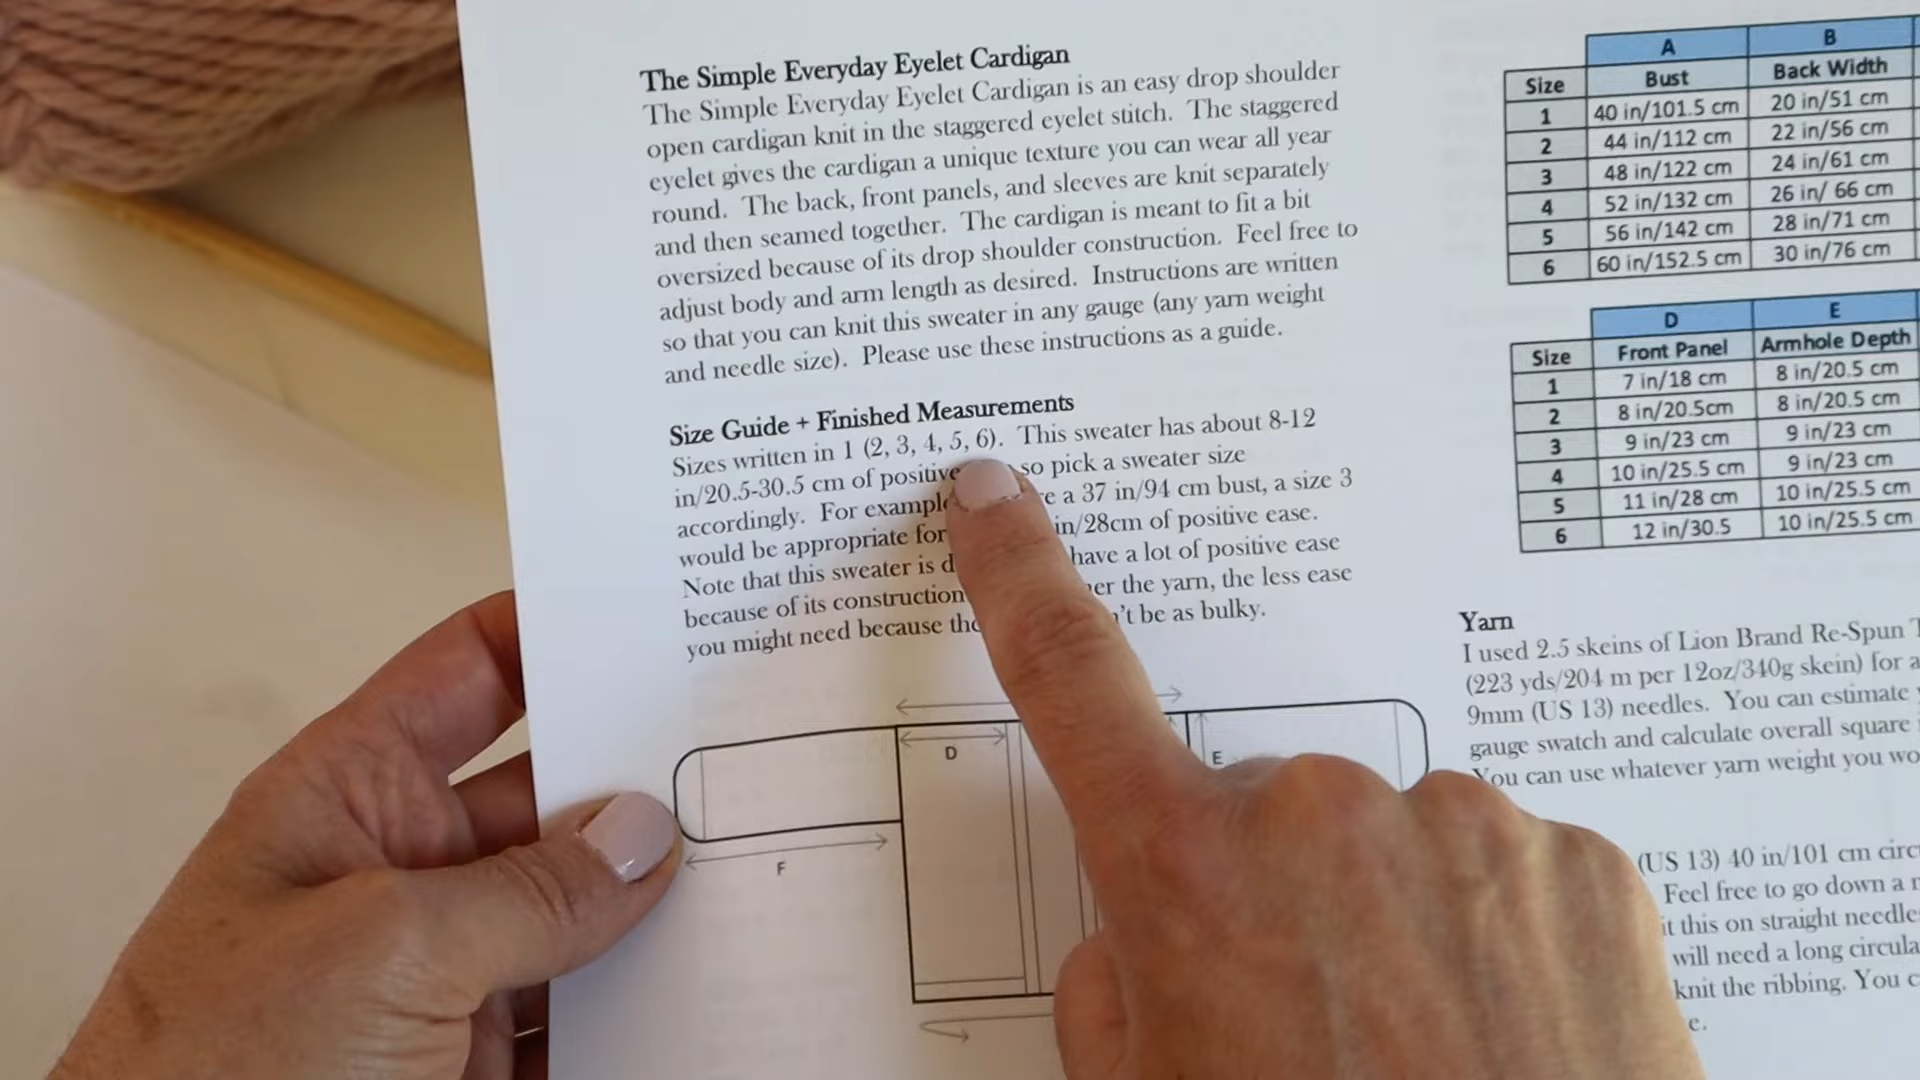 The Simple Everyday Eyelet Cardigan
The Simple Everyday Eyelet Cardigan is an easy drop shoulder
open cardigan knit in the staggered eyelet stitch. The staggered
eyelet gives the cardigan a unique texture you can wear all year
round. The back, front panels, and sleeves are knit separately
and then seamed together. The cardigan is meant to fit a bit
oversized because of its drop shoulder construction. Feel free to
adjust body and arm length as desired. Instructions are written
so that you can knit this sweater in any gauge (any yarn weight
and needle size). Please use these instructions as a guide.
Size Guide + Finished Measurements
Sizes written in 1 (2, 3, 4, 5, 6). This sweater has about 8-12
in/20.5-30.5 cm of positive so pick a sweater size
accordingly. For example a 37 in/94 cm bust, a size 3
would be appropriate for in/28cm of positive ease.
Note that this sweater is have a lot of positive ease
because of its construction the yarn, the less ease
you might need because be as bulky.
D
E
F
A B
Size Bust Back Width
1 40 in/101.5 cm 20 in/51 cm
2 44 in/112 cm 22 in/56 cm
3 48 in/122 cm 24 in/61 cm
4 52 in/132 cm 26 in/ 66 cm
5 56 in/142 cm 28 in/71 cm
6 60 in/152.5 cm 30 in/76 cm
D E
Size Front Panel Armhole Depth
1 7 in/18 cm 8 in/20.5 cm
2 8 in/20.5cm 8 in/20.5 cm
3 9 in/23 cm 9 in/23 cm
4 10 in/25.5 cm 9 in/23 cm
5 11 in/28 cm 10 in/25.5 cm
6 12 in/30.5 10 in/25.5 cm
Yarn
I used 2.5 skeins of Lion Brand Re-Spun
(223 yds/204 m per 12oz/340g skein) for a
9mm (US 13) needles. You can estimate
gauge swatch and calculate overall square
You can use whatever yarn weight you
(US 13) 40 in/101 cm
Feel free to go down a
it this on straight
will need a long
knit the ribbing. You